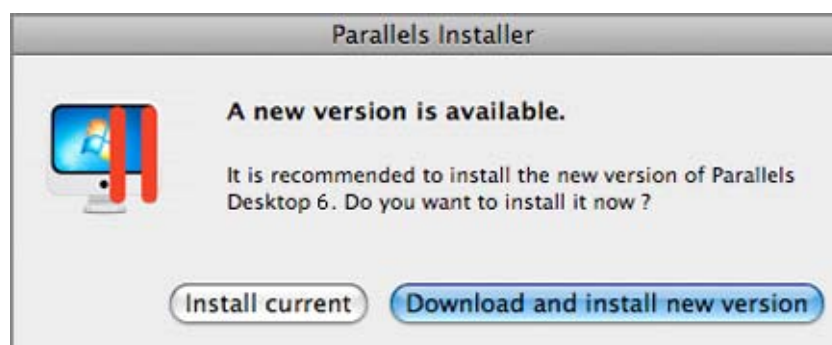 Parallels Installer
A new version is available.
It is recommended to install the new version of Parallels
Desktop 6. Do you want to install it now ?
Install current
Download and install new version